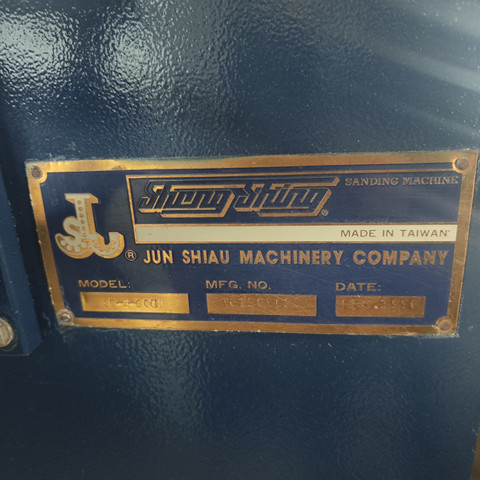 Sheng Shing® SANDING MACHINE
MADE IN TAIWAN
® JUN SHIAU MACHINERY COMPANY
MODEL: MFG. NO. DATE: